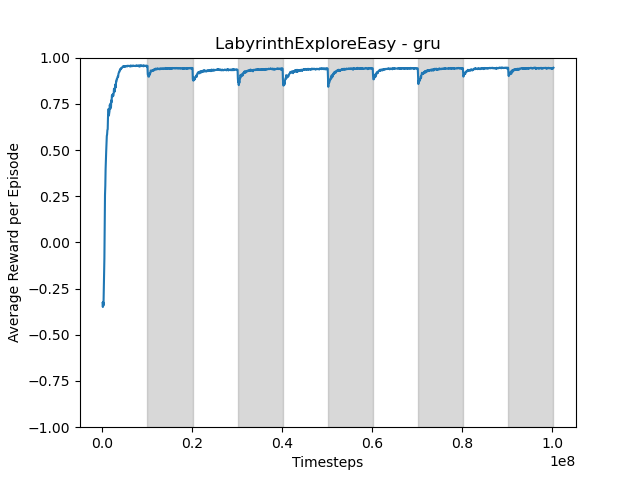 LabyrinthExploreEasy - gru
Average Reward per Episode
1.00
0.75
0.50
0.25
0.00
−0.25
−0.50
−0.75
−1.00
0.0 0.2 0.4 0.6 0.8 1.0
1e8
Timesteps